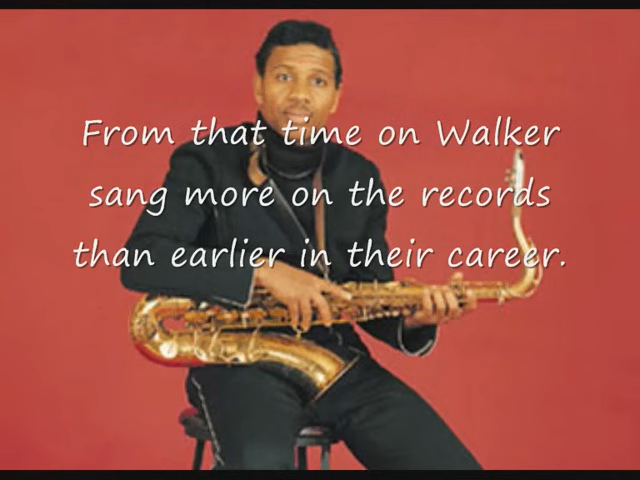 From that time on Walker
sang more on the records
than earlier in their career.